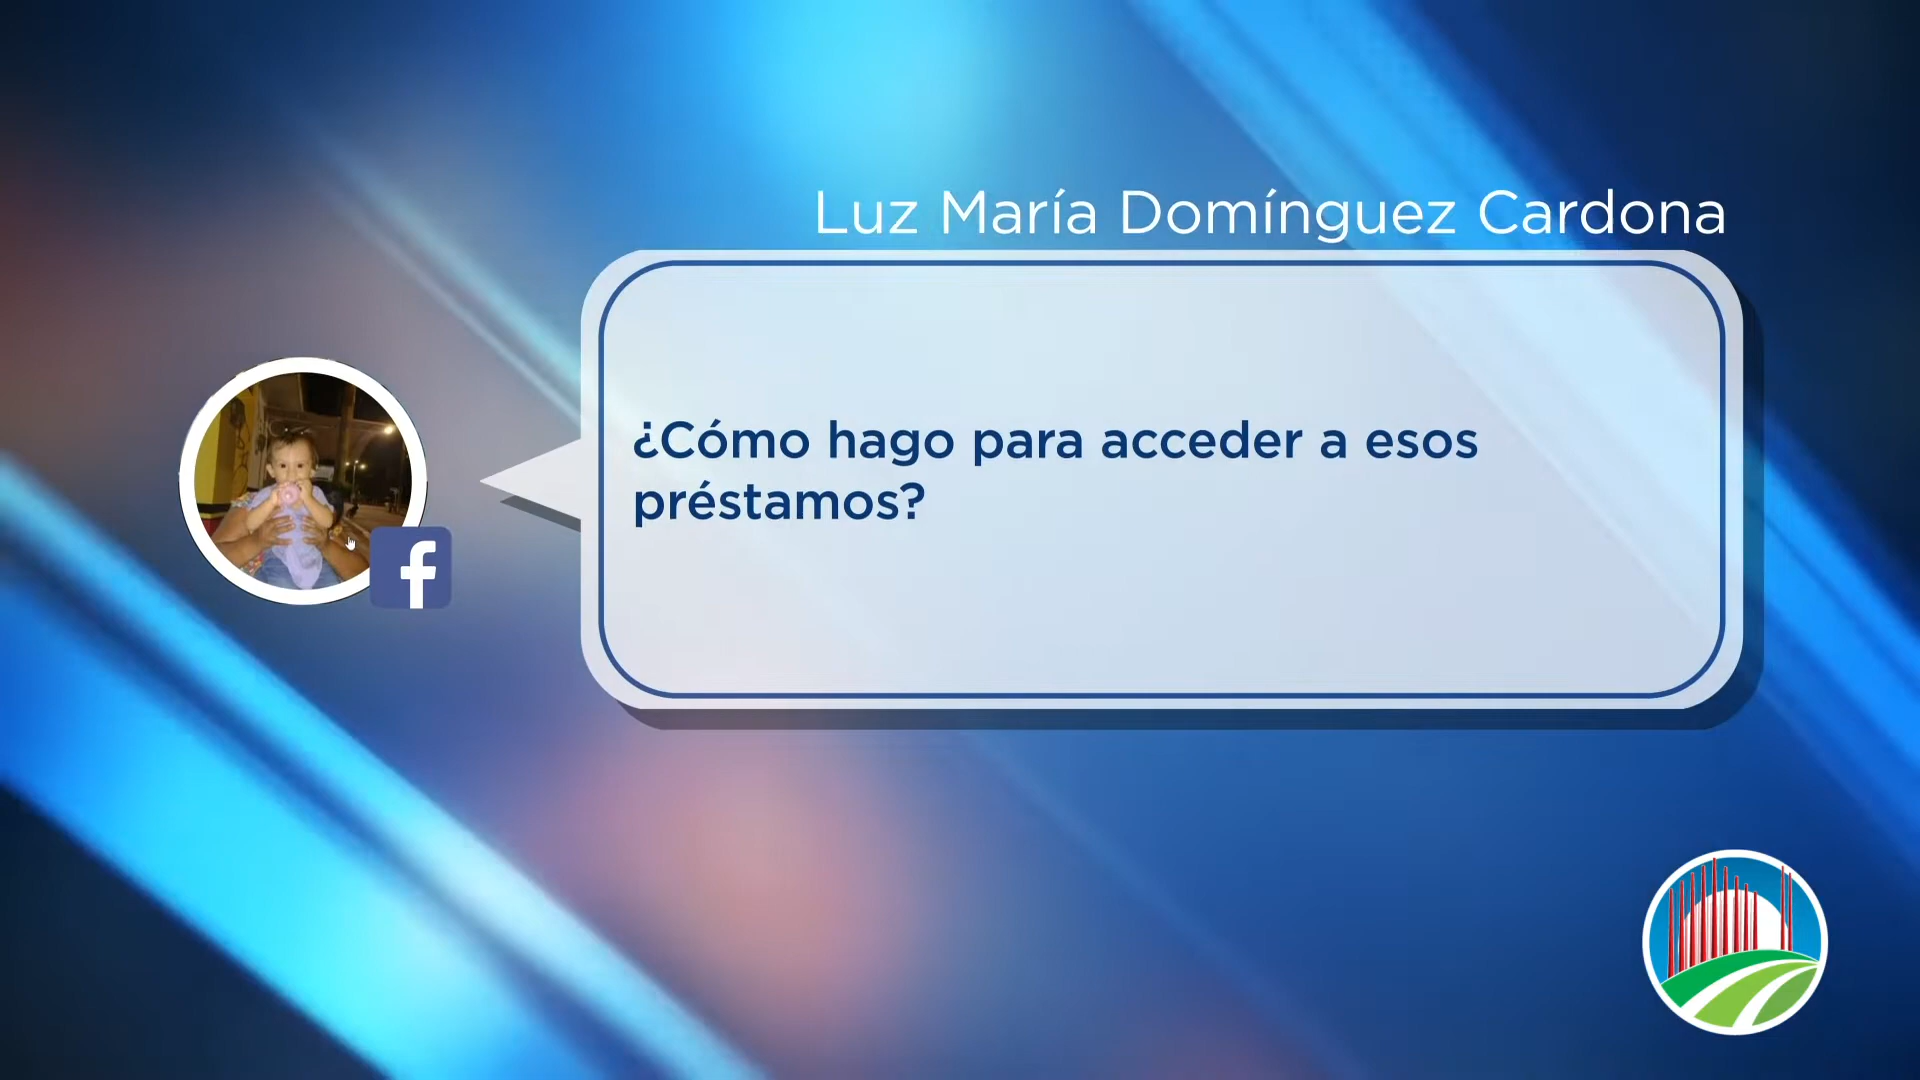 Luz María Domínguez Cardona
¿Cómo hago para acceder a esos
préstamos?
f